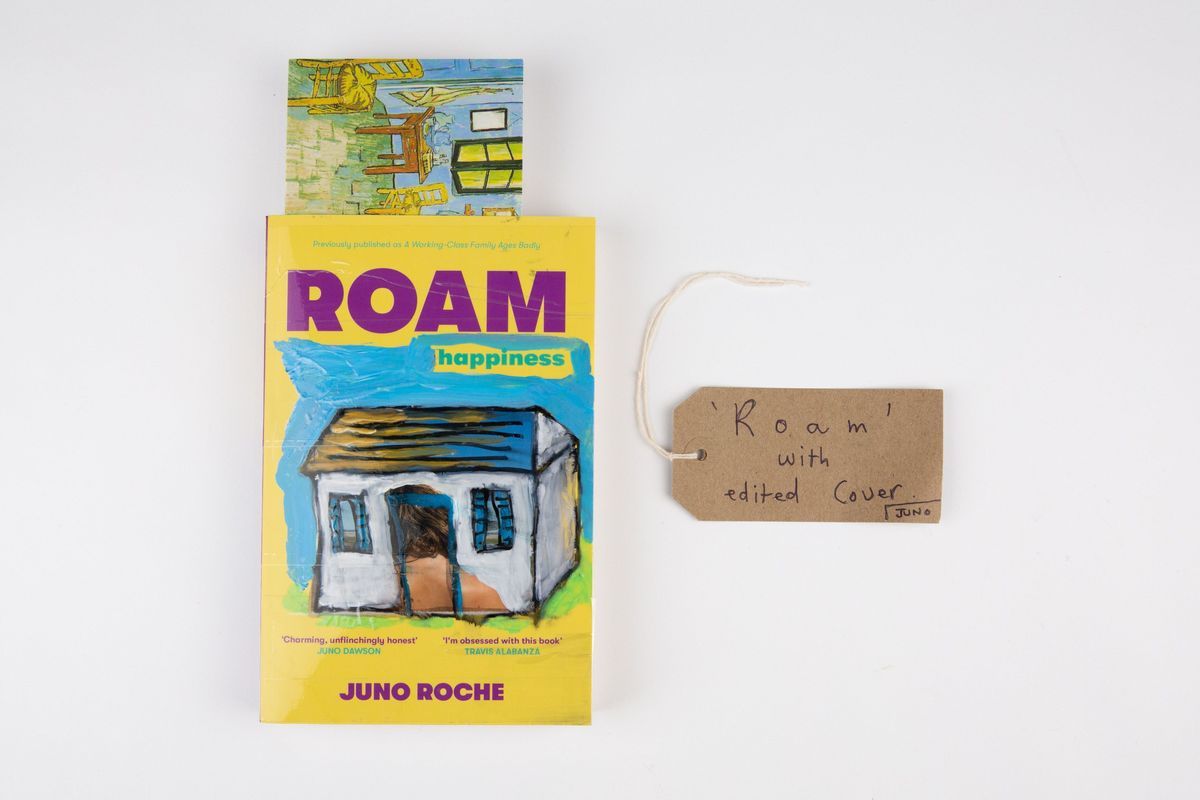 Previously published as A Working-Class Family Ages Badly
ROAM
happiness
'Charming, unflinchingly honest'
JUNO DAWSON
'I'm obsessed with this book'
TRAVIS ALABANZA
JUNO ROCHE
'Roam'
with
edited Cover.
JUNO